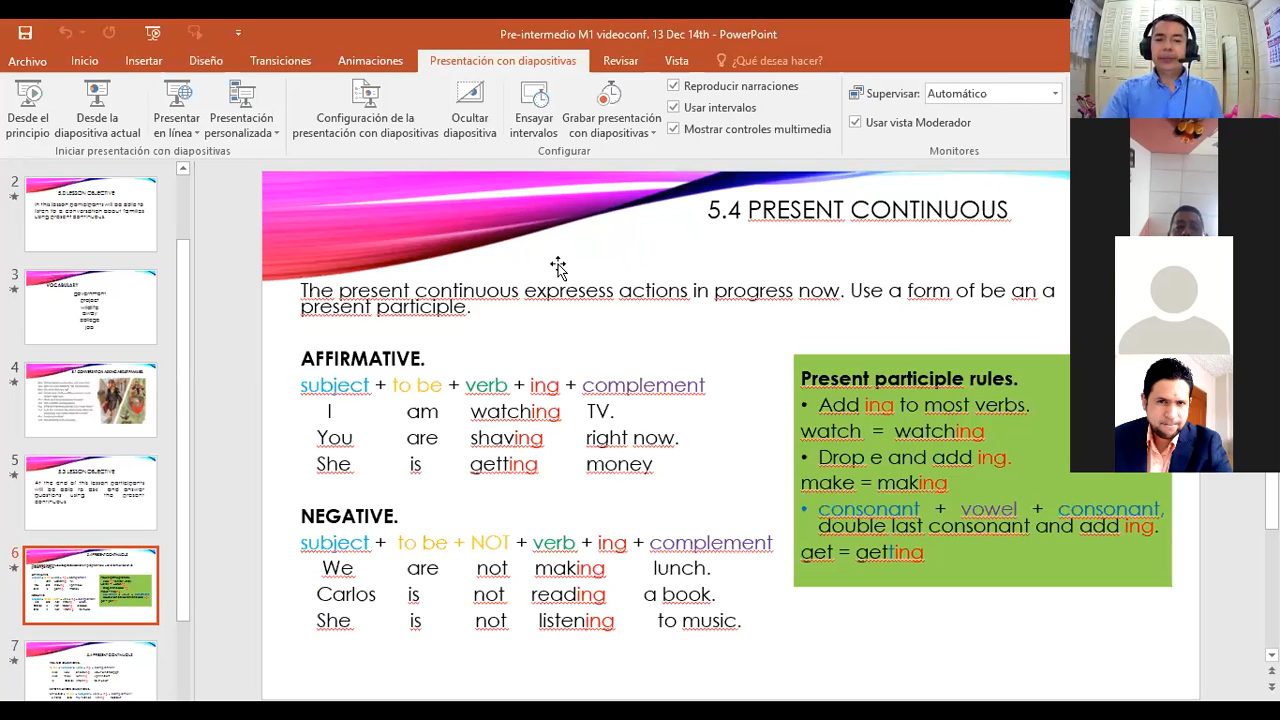 Pre-intermedio M1 videoconf. 13 Dec 14th - PowerPoint
Archivo Inicio Insertar Diseño Transiciones Animaciones Presentación con diapositivas Revisar Vista ¿Qué desea hacer?
Desde el principio
Desde la diapositiva actual
Presentar en línea
Presentación personalizada
Iniciar presentación con diapositivas
Configuración de la presentación con diapositivas
Ocultar diapositiva
Ensayar intervalos
Grabar presentación con diapositivas
Reproducir narraciones
Usar intervalos
Mostrar controles multimedia
Configurar
Supervisar: Automático
Usar vista Moderador
Monitores
2
3
VOCABULARY
4
5
6
7
5.4 PRESENT CONTINUOUS
The present continuous expresess actions in progress now. Use a form of be an a
present participle.
AFFIRMATIVE.
subject + to be + verb + ing + complement
I am watching TV.
You are shaving right now.
She is getting money
NEGATIVE.
subject + to be + NOT + verb + ing + complement
We are not making lunch.
Carlos is not reading a book.
She is not listening to music.
Present participle rules.
• Add ing to most verbs.
watch = watching
• Drop e and add ing.
make = making
• consonant + vowel + consonant,
double last consonant and add ing.
get = getting